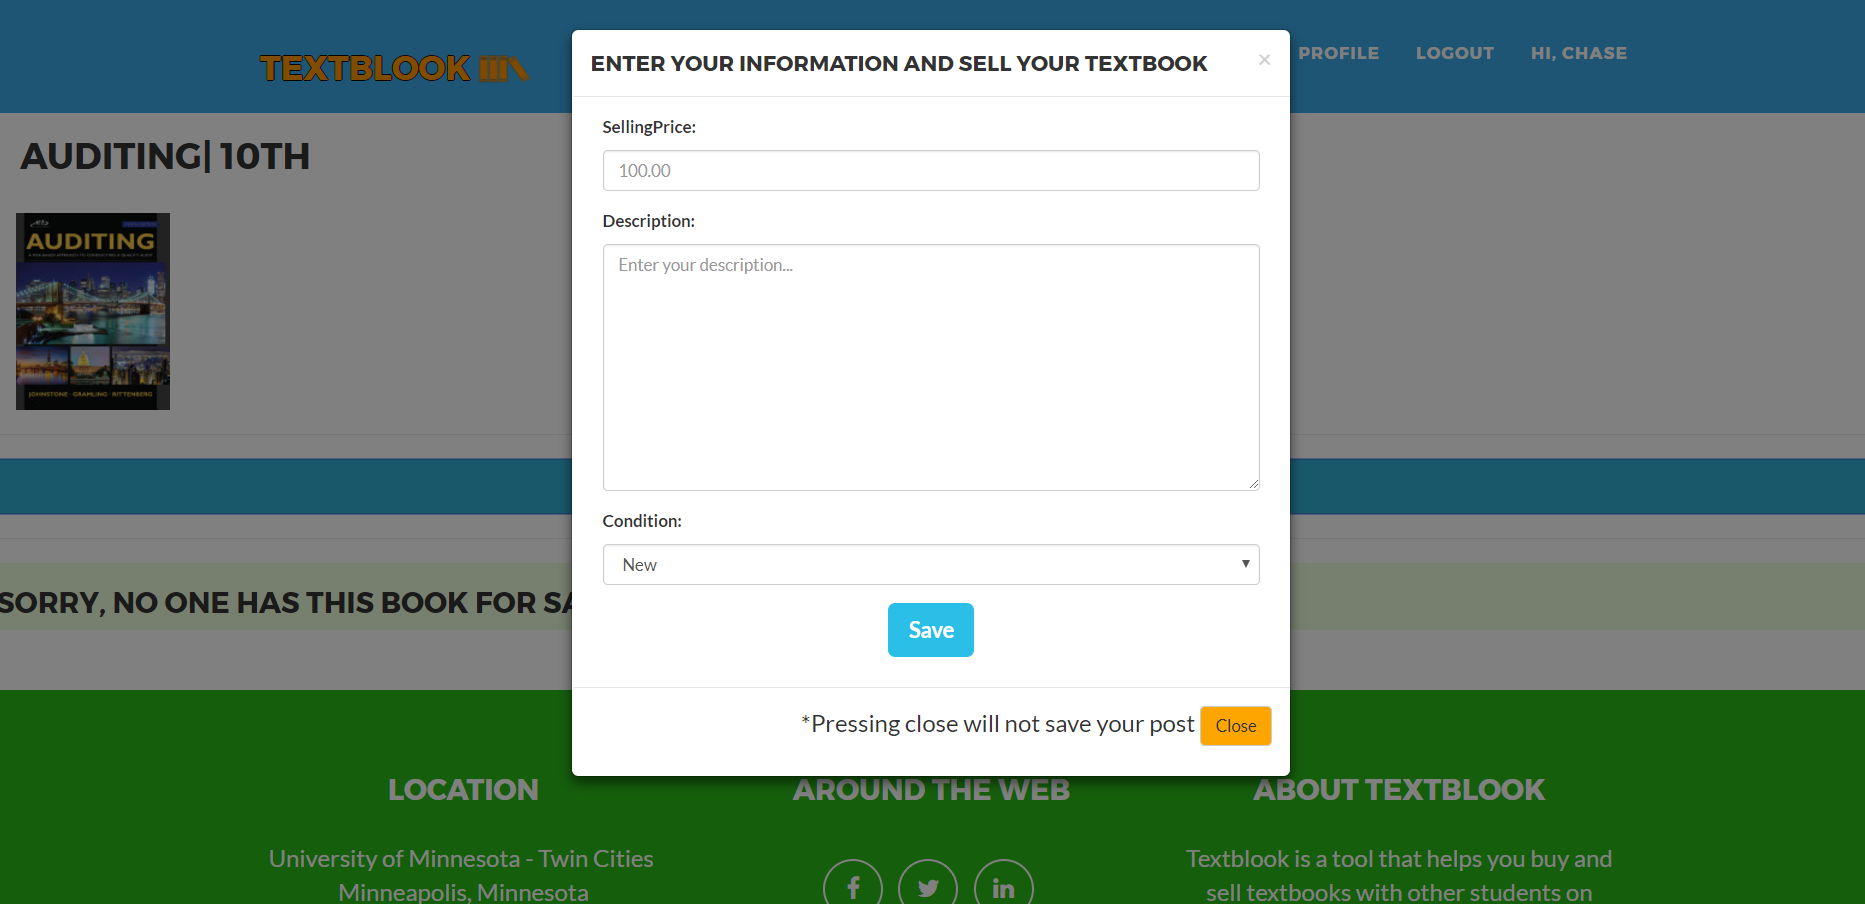 TEXTBLOOK
PROFILE
LOGOUT
HI, CHASE
ENTER YOUR INFORMATION AND SELL YOUR TEXTBOOK
×
AUDITING| 10TH
AUDITING
JOHNSTONE · GRAMLING · RITTENBERG
SellingPrice:
100.00
Description:
Enter your description...
Condition:
New
Save
SORRY, NO ONE HAS THIS BOOK FOR SA
*Pressing close will not save your post
Close
LOCATION
University of Minnesota - Twin Cities
Minneapolis, Minnesota
AROUND THE WEB
ABOUT TEXTBLOOK
Textblook is a tool that helps you buy and
sell textbooks with other students on